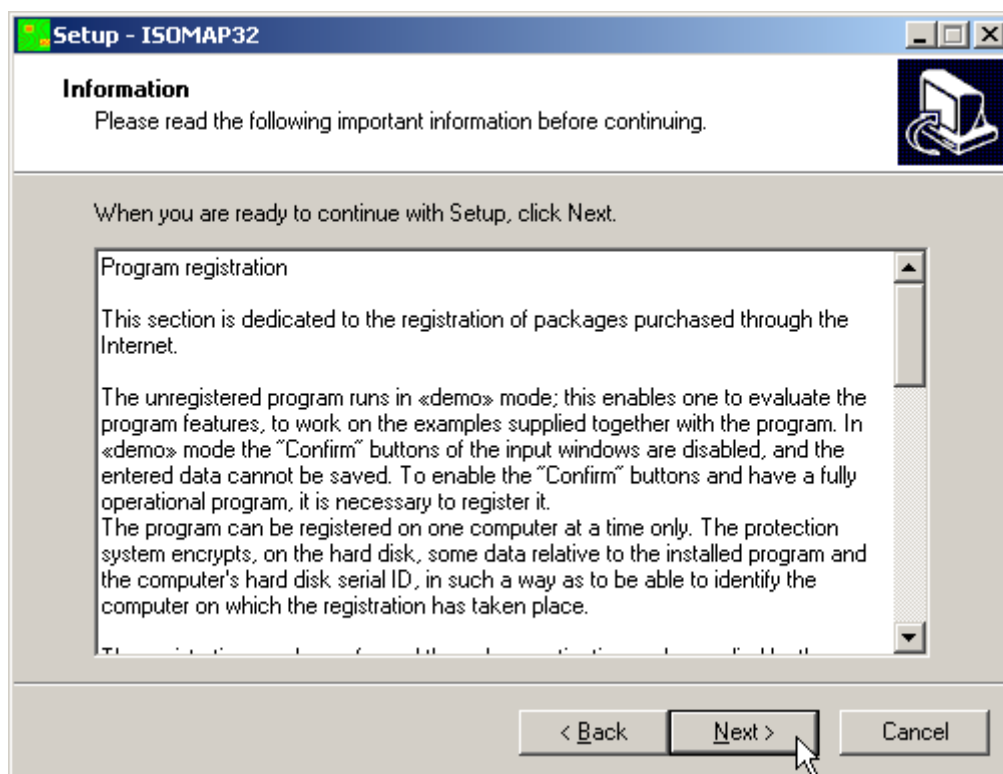 Setup - ISOMAP32
Information
Please read the following important information before continuing.
When you are ready to continue with Setup, click Next.
Program registration
This section is dedicated to the registration of packages purchased through the
Internet.
The unregistered program runs in «demo» mode; this enables one to evaluate the
program features, to work on the examples supplied together with the program. In
«demo» mode the "Confirm" buttons of the input windows are disabled, and the
entered data cannot be saved. To enable the "Confirm" buttons and have a fully
operational program, it is necessary to register it.
The program can be registered on one computer at a time only. The protection
system encrypts, on the hard disk, some data relative to the installed program and
the computer's hard disk serial ID, in such a way as to be able to identify the
computer on which the registration has taken place.
< Back
Next >
Cancel